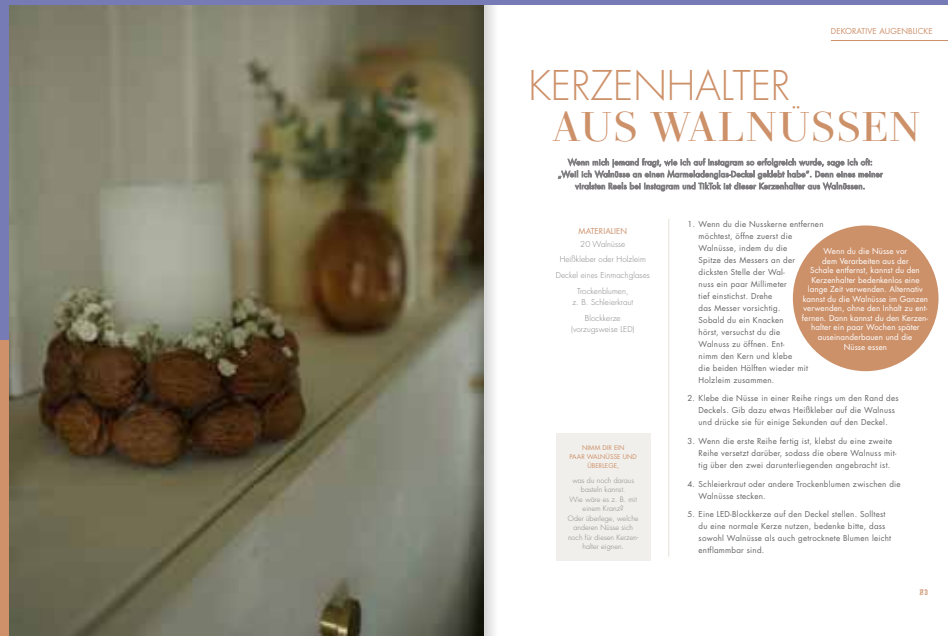 DEKORATIVE AUGENBLICKE
KERZENHALTER
AUS WALNÜSSEN
Wenn mich jemand fragt, wie ich auf Instagram so erfolgreich wurde, sage ich oft:
„Weil ich Walnüsse an einen Marmeladenglas-Deckel geklebt habe“. Denn eines meiner
viralsten Reels bei Instagram und TikTok ist dieser Kerzenhalter aus Walnüssen.
MATERIALIEN
20 Walnüsse
Heißkleber oder Holzleim
Deckel eines Einmachglases
Trockenblumen,
z. B. Schleierkraut
Blockkerze
(vorzugsweise LED)
NIMM DIR EIN
PAAR WALNÜSSE UND
ÜBERLEGE,
was du noch daraus
basteln kannst.
Wie wäre es z. B. mit
einem Kranz?
Oder überlege, welche
anderen Nüsse sich
noch für diesen Kerzen-
halter eignen.
1. Wenn du die Nusskerne entfernen
möchtest, öffne zuerst die
Walnüsse, indem du die
Spitze des Messers an der
dicksten Stelle der Wal-
nuss ein paar Millimeter
tief einstichst. Drehe
das Messer vorsichtig.
Sobald du ein Knacken
hörst, versuchst du die
Walnuss zu öffnen. Ent-
nimm den Kern und klebe
die beiden Hälften wieder mit
Holzleim zusammen.
2. Klebe die Nüsse in einer Reihe rings um den Rand des
Deckels. Gib dazu etwas Heißkleber auf die Walnuss
und drücke sie für einige Sekunden auf den Deckel.
3. Wenn die erste Reihe fertig ist, klebst du eine zweite
Reihe versetzt darüber, sodass die obere Walnuss mit-
tig über den zwei darunterliegenden angebracht ist.
4. Schleierkraut oder andere Trockenblumen zwischen die
Walnüsse stecken.
5. Eine LED-Blockkerze auf den Deckel stellen. Solltest
du eine normale Kerze nutzen, bedenke bitte, dass
sowohl Walnüsse als auch getrocknete Blumen leicht
entflammbar sind.
Wenn du die Nüsse vor
dem Verarbeiten aus der
Schale entfernst, kannst du den
Kerzenhalter bedenkenlos eine
lange Zeit verwenden. Alternativ
kannst du die Walnüsse im Ganzen
verwenden, ohne den Inhalt zu ent-
fernen. Dann kannst du den Kerzen-
halter ein paar Wochen später
auseinanderbauen und die
Nüsse essen